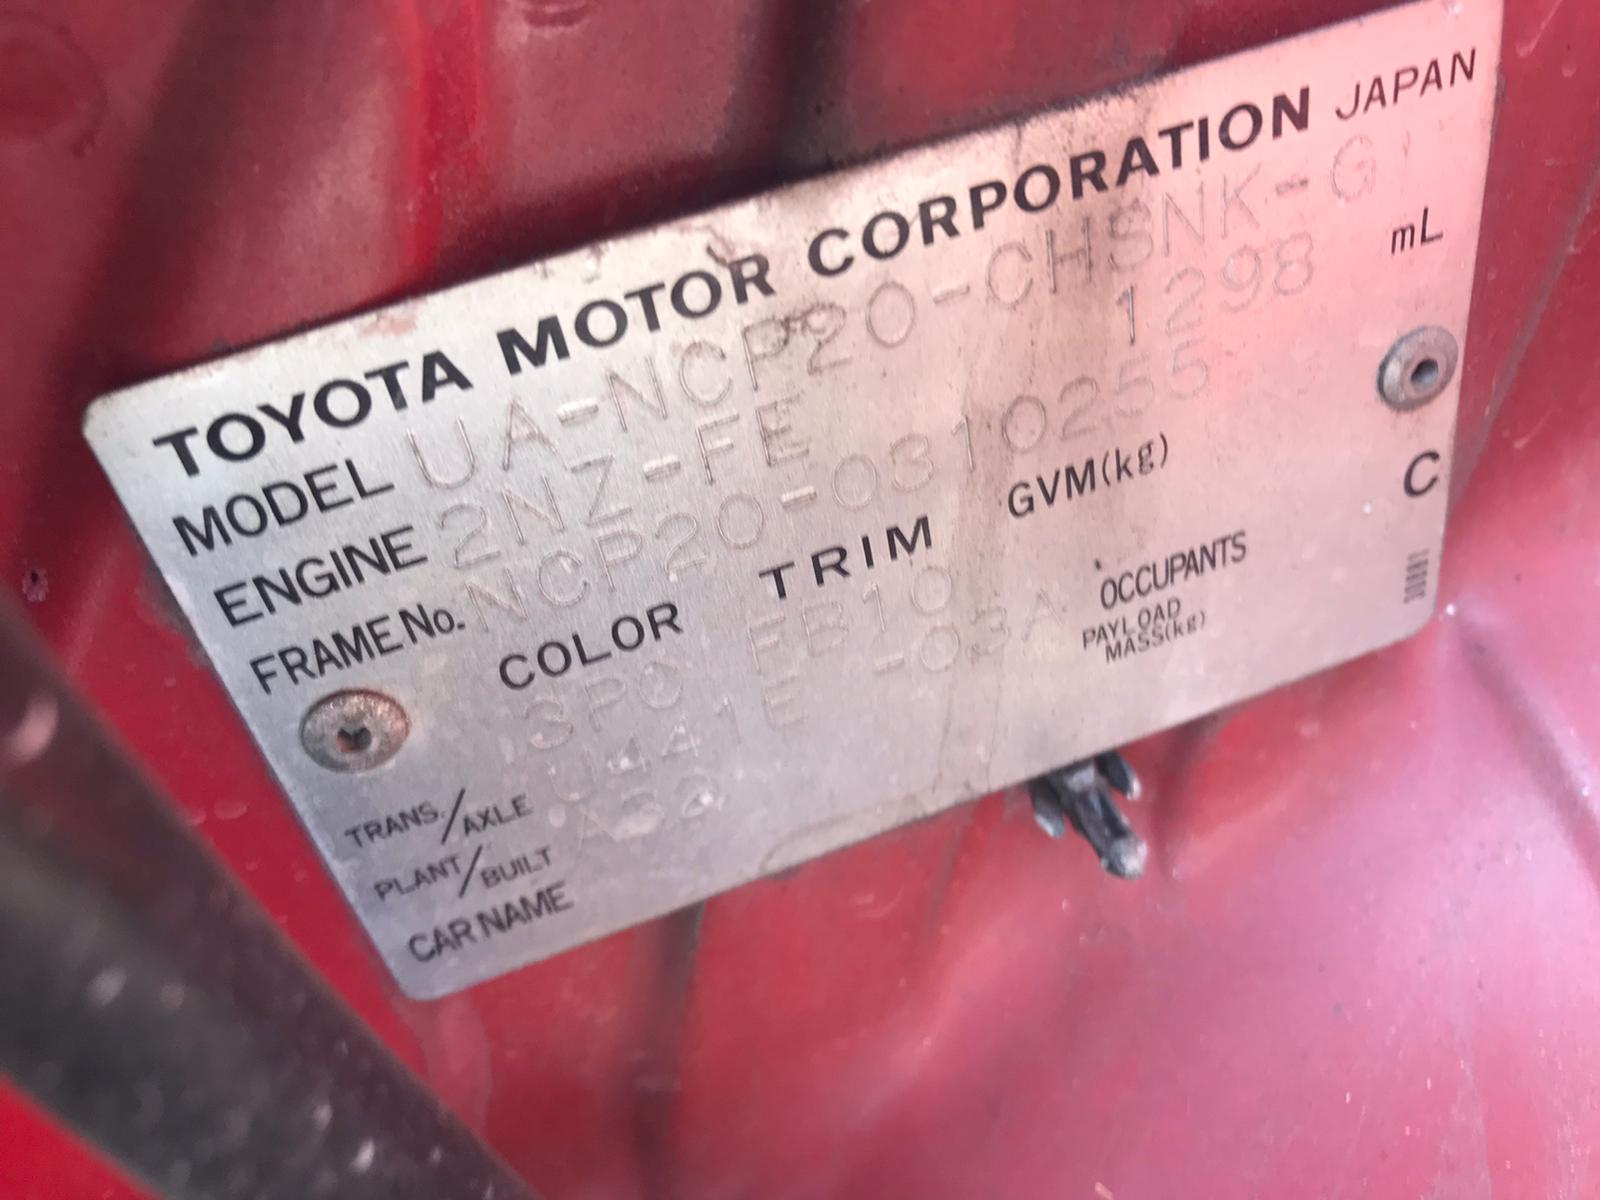 TOYOTA MOTOR CORPORATION JAPAN
MODEL UA-NCP20-CHSNK-G
ENGINE 2NZ-FE 1298 mL
FRAME No. NCP20-0310255
COLOR TRIM GVM(kg) C
3P0 FB10
TRANS./AXLE U441E -03A OCCUPANTS
PLANT/BUILT A32 PAYLOAD MASS(kg)
CAR NAME